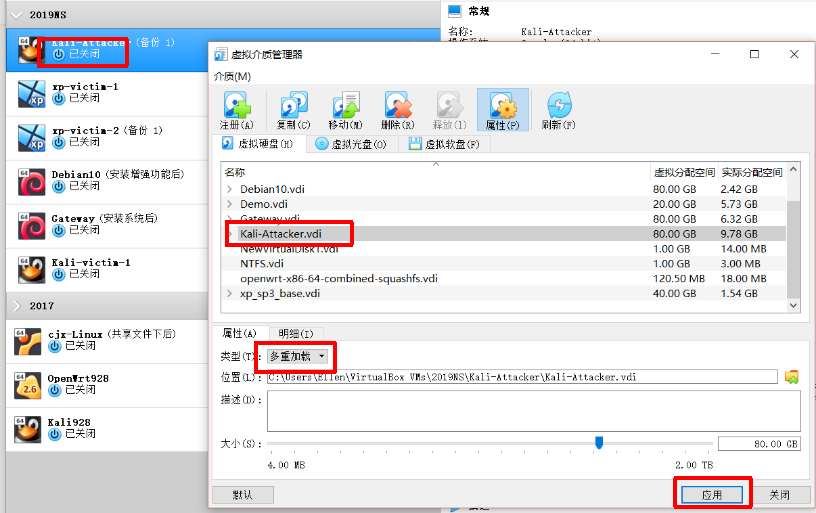 2019NS
Kali-Attacker (备份 1)
已关闭
xp-victim-1
已关闭
xp-victim-2 (备份 1)
已关闭
Debian10 (安装增强功能后)
已关闭
Gateway (安装系统后)
已关闭
Kali-victim-1
已关闭
2017
cjx-Linux (共享文件下后)
已关闭
OpenWrt928
已关闭
Kali928
已关闭
常规
名称: Kali-Attacker
虚拟介质管理器
介质(M)
注册(A) 复制(C) 移动(M) 删除(R) 释放(l) 属性(P) 刷新(F)
虚拟硬盘(H) 虚拟光盘(O) 虚拟软盘(F)
名称 虚拟分配空间 实际分配空间
Debian10.vdi 80.00 GB 2.42 GB
Demo.vdi 20.00 GB 5.73 GB
Gateway.vdi 80.00 GB 6.32 GB
Kali-Attacker.vdi 80.00 GB 9.78 GB
NewVirtualDisk1.vdi 1.00 GB 14.00 MB
NTFS.vdi 1.00 GB 3.00 MB
openwrt-x86-64-combined-squashfs.vdi 120.50 MB 18.00 MB
xp_sp3_base.vdi 40.00 GB 1.54 GB
属性(A) 明细(I)
类型(T): 多重加载
位置(L): C:\Users\Ellen\VirtualBox VMs\2019NS\Kali-Attacker\Kali-Attacker.vdi
描述(D):
大小(S): 80.00 GB
4.00 MB 2.00 TB
默认 应用 关闭